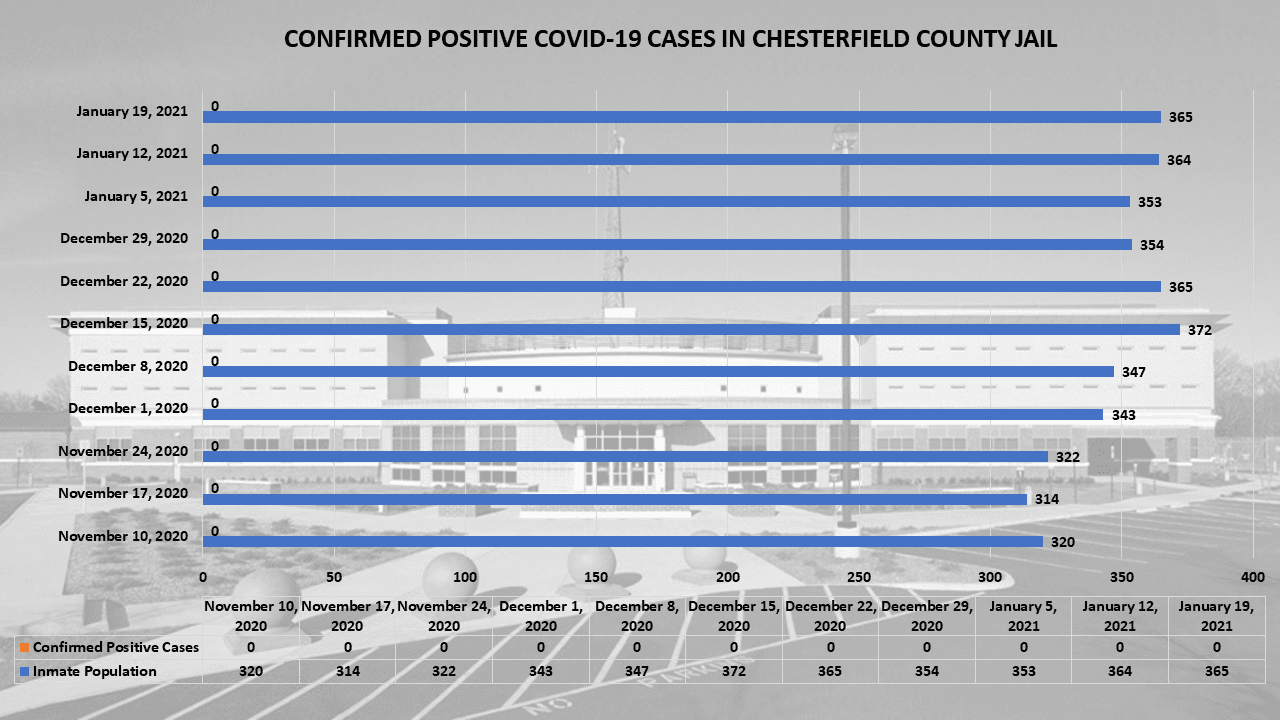 CONFIRMED POSITIVE COVID-19 CASES IN CHESTERFIELD COUNTY JAIL
January 19, 2021 0 365
January 12, 2021 0 364
January 5, 2021 0 353
December 29, 2020 0 354
December 22, 2020 0 365
December 15, 2020 0 372
December 8, 2020 0 347
December 1, 2020 0 343
November 24, 2020 0 322
November 17, 2020 0 314
November 10, 2020 0 320
0 50 100 150 200 250 300 350 400
November 10, November 17, November 24, December 1, December 8, December 15, December 22, December 29, January 5, January 12, January 19,
2020 2020 2020 2020 2020 2020 2020 2020 2021 2021 2021
Confirmed Positive Cases 0 0 0 0 0 0 0 0 0 0 0
Inmate Population 320 314 322 343 347 372 365 354 353 364 365
NO PARKING